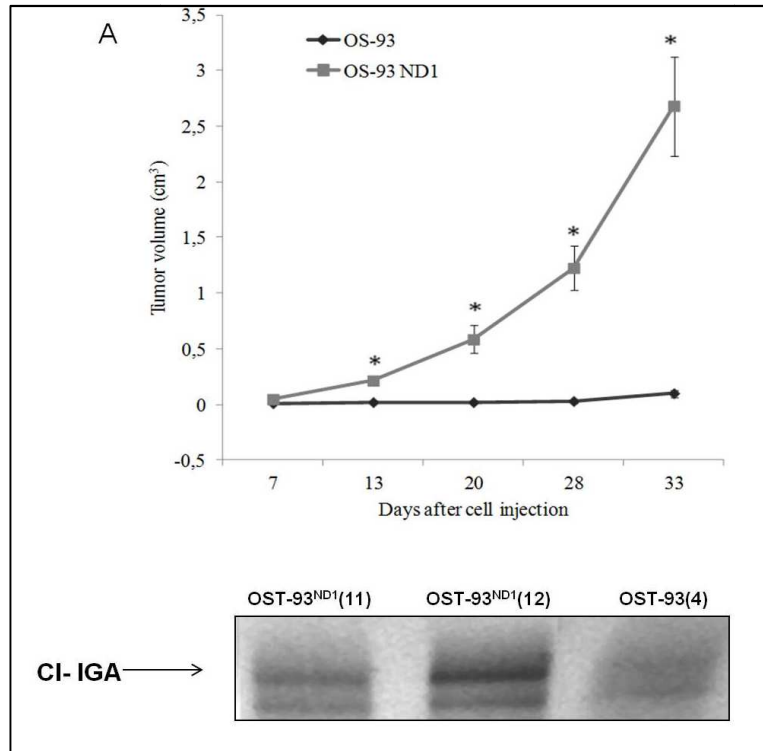 A
OS-93
OS-93 ND1
Tumor volume (cm³)
3,5
3
2,5
2
1,5
1
0,5
0
-0,5
*
*
*
*
7 13 20 28 33
Days after cell injection
OST-93ᴺᴰ¹(11) OST-93ᴺᴰ¹(12) OST-93(4)
CI- IGA